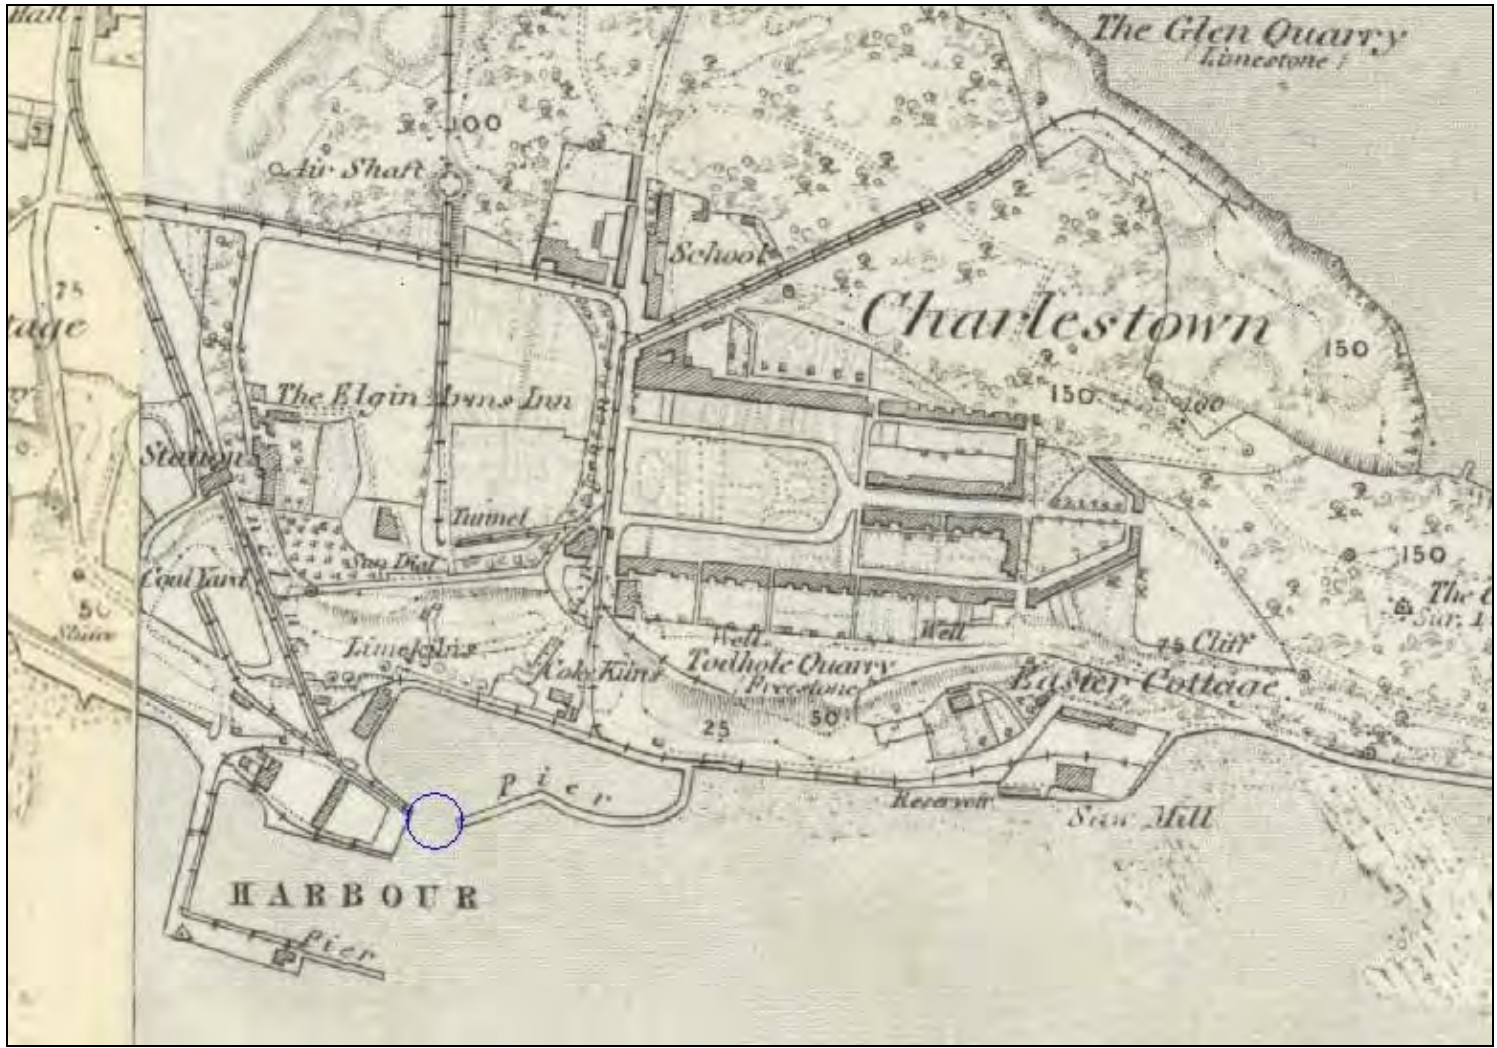 Hall
The Glen Quarry
Limestone
100
Air Shaft
School
75
tage
Charlestown
150
The Elgin Arms Inn
150
100
Station
Tunnel
Sun Dial
Coal Yard
150
50
Sluice
The
Sur.
Limekilns
Well
Well
75
Cliff
Todhole Quarry
Freestone
Easter Cottage
25
50
Pier
Reservoir
Saw Mill
HARBOUR
Pier